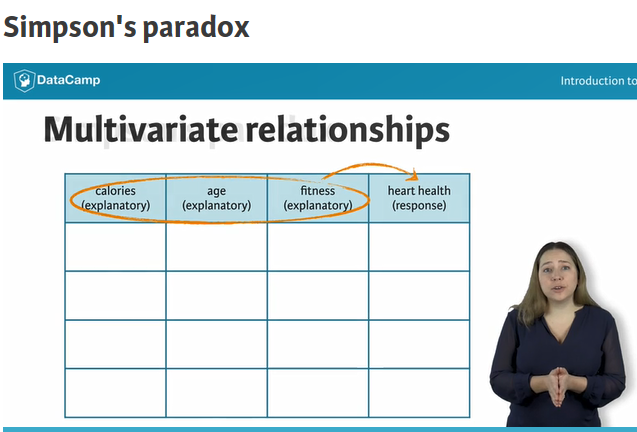 Simpson's paradox
DataCamp
Introduction to
Multivariate relationships
calories
(explanatory)
age
(explanatory)
fitness
(explanatory)
heart health
(response)